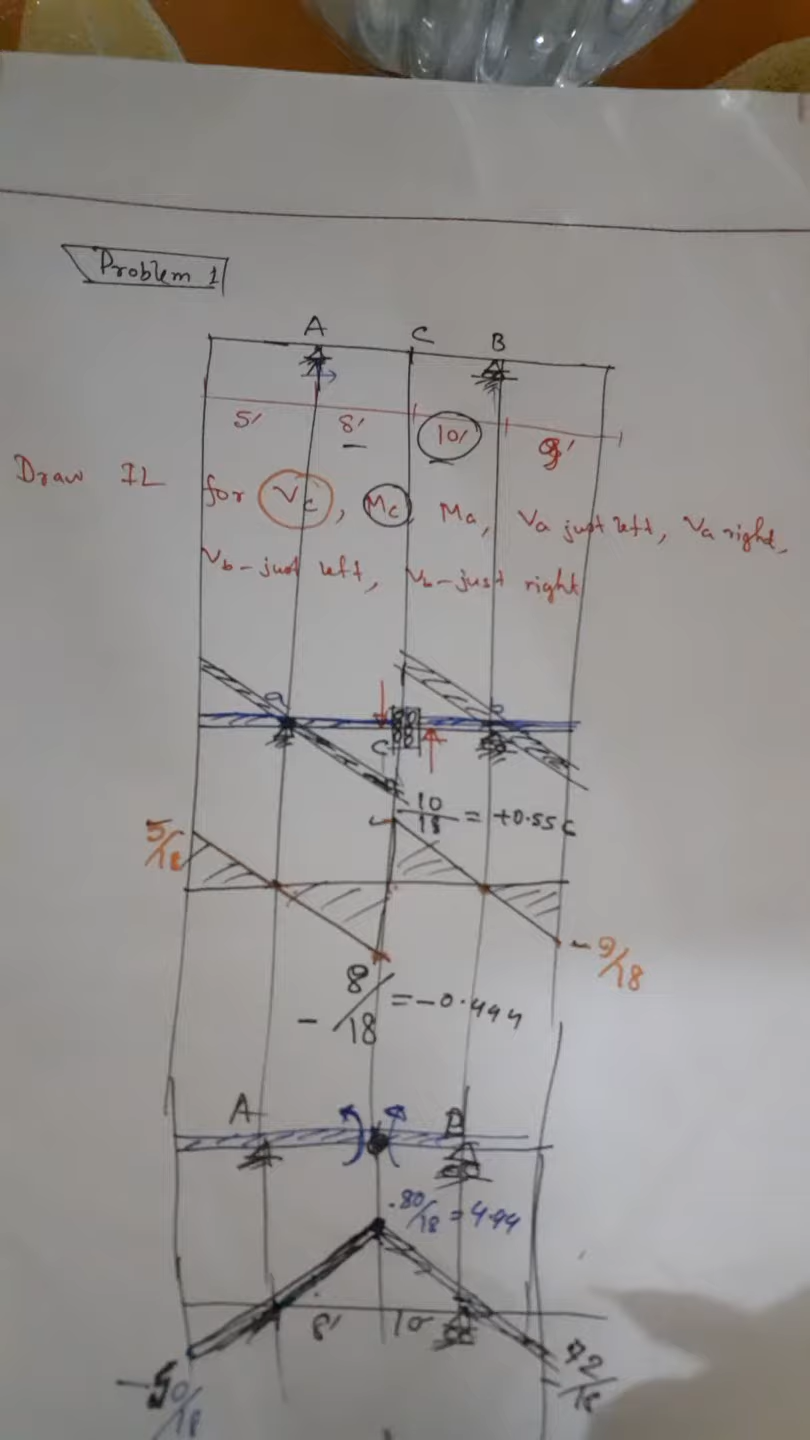 Problem 1
A C B
5' 8' 10' 9'
Draw IL for Vc, Mc, Ma, Va just left, Va right,
Vb - just left, Vb - just right
a b
C
10/18 = +0.556
5/18
- 9/18
- 8/18 = -0.444
A B
80/18 = 4.44
8' 10'
-50/18 72/18